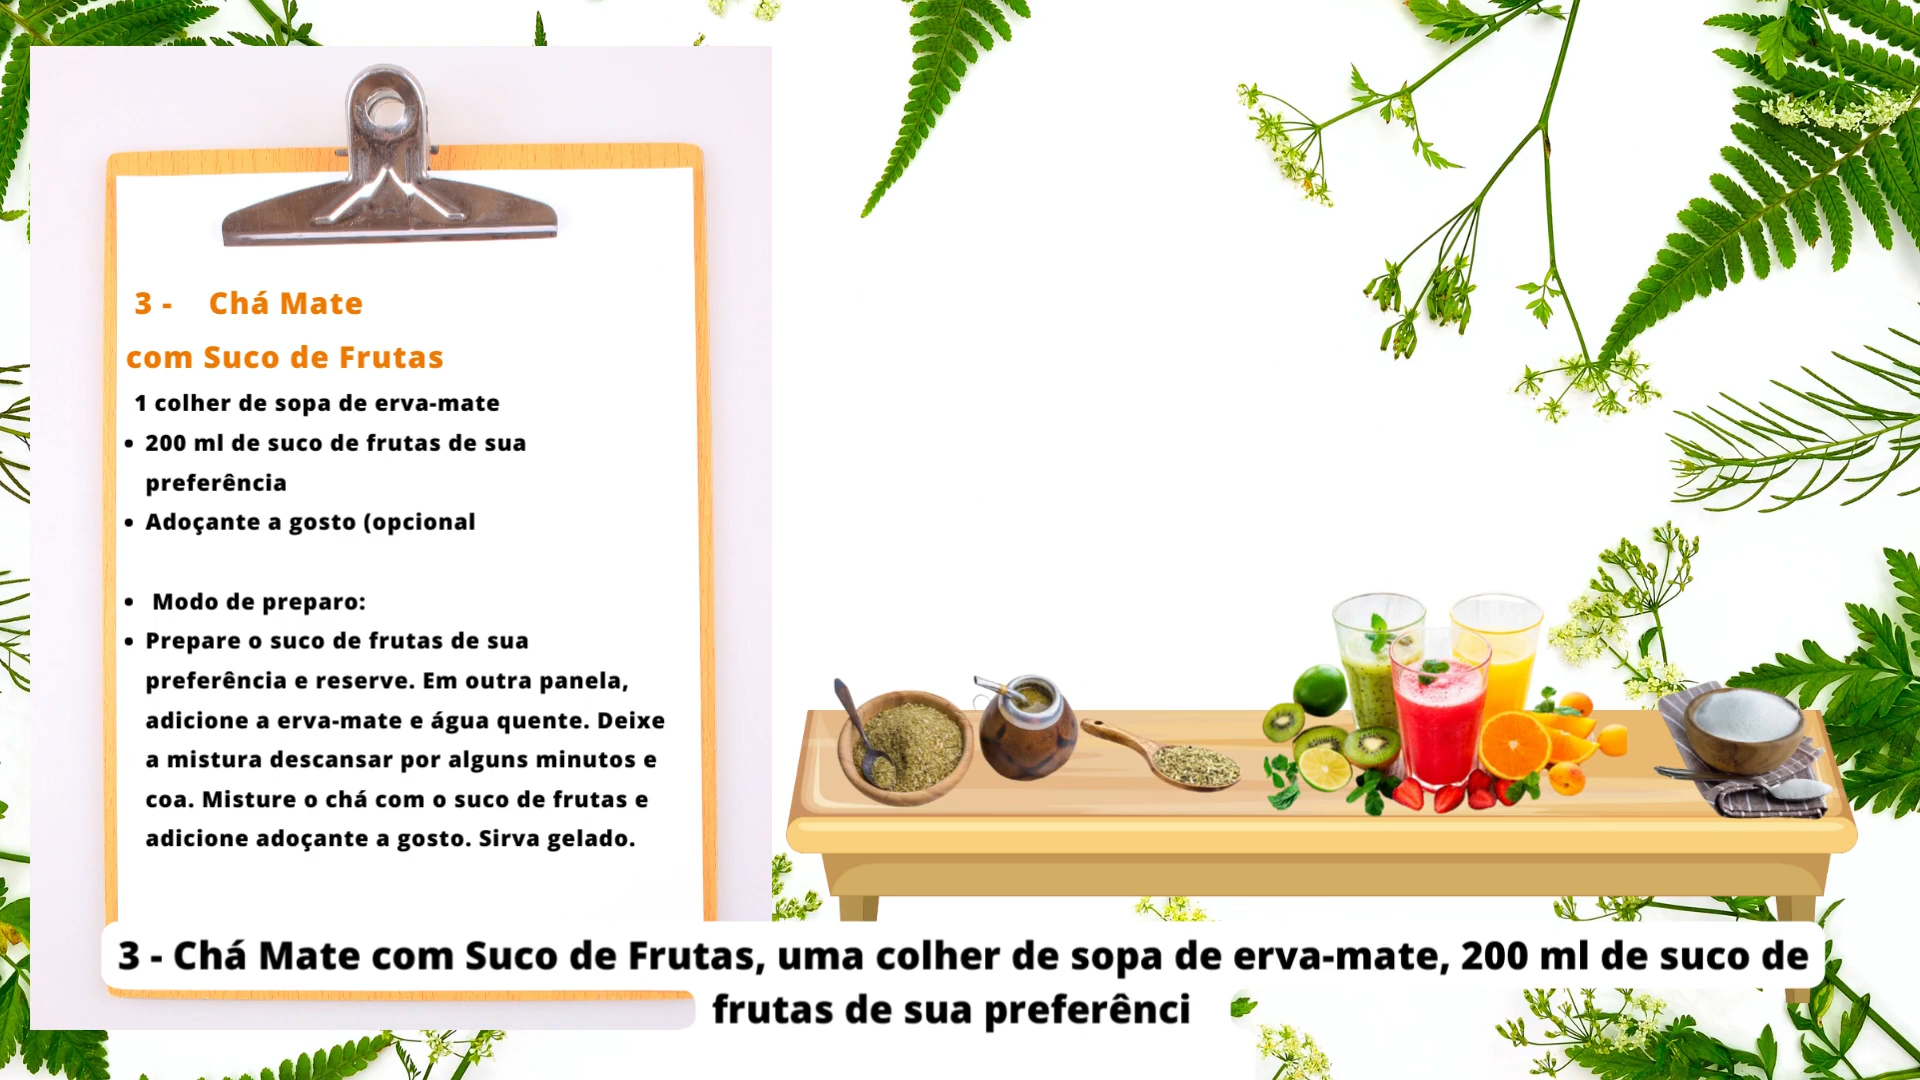 3 - Chá Mate
com Suco de Frutas
1 colher de sopa de erva-mate
• 200 ml de suco de frutas de sua
preferência
• Adoçante a gosto (opcional
• Modo de preparo:
• Prepare o suco de frutas de sua
preferência e reserve. Em outra panela,
adicione a erva-mate e água quente. Deixe
a mistura descansar por alguns minutos e
coa. Misture o chá com o suco de frutas e
adicione adoçante a gosto. Sirva gelado.
3 - Chá Mate com Suco de Frutas, uma colher de sopa de erva-mate, 200 ml de suco de
frutas de sua preferênci